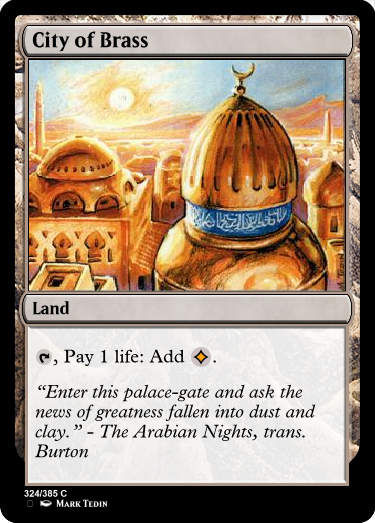 City of Brass
M TEDIN
Land
, Pay 1 life: Add .
“Enter this palace-gate and ask the
news of greatness fallen into dust and
clay.” - The Arabian Nights, trans.
Burton
324/385 C
MARK TEDIN